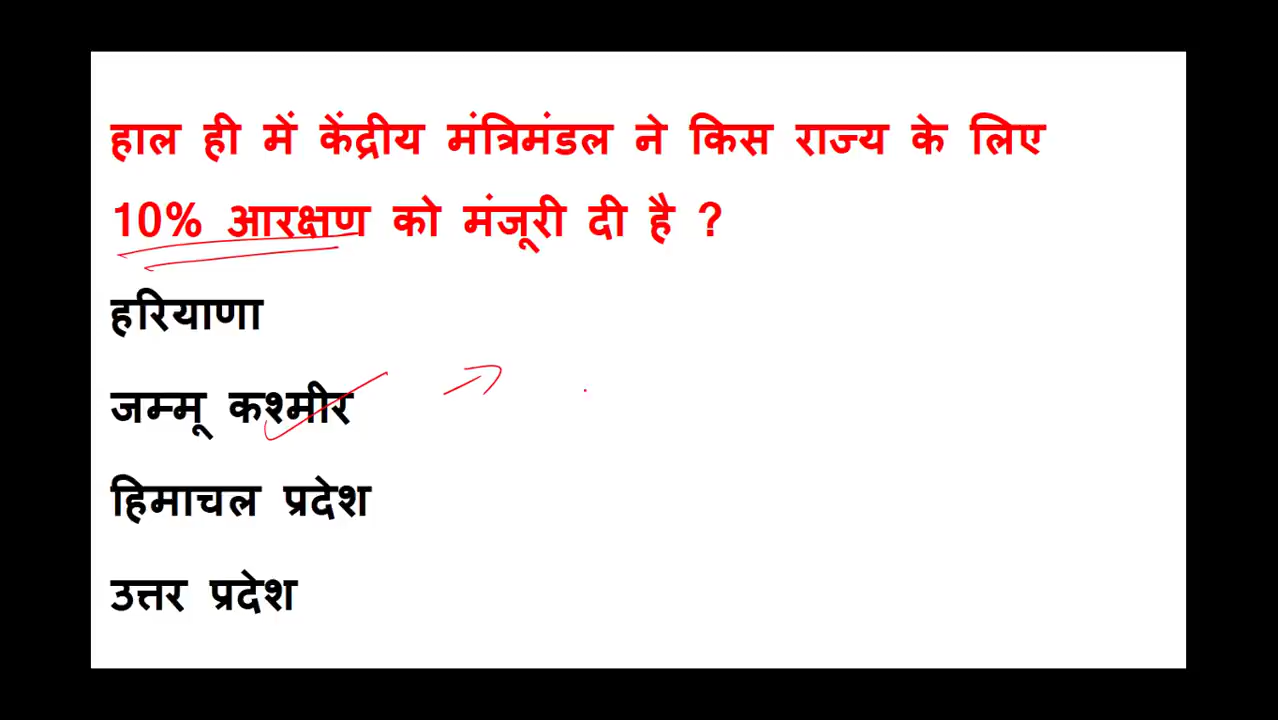 हाल ही में केंद्रीय मंत्रिमंडल ने किस राज्य के लिए
10% आरक्षण को मंजूरी दी है ?
हरियाणा
जम्मू कश्मीर
हिमाचल प्रदेश
उत्तर प्रदेश